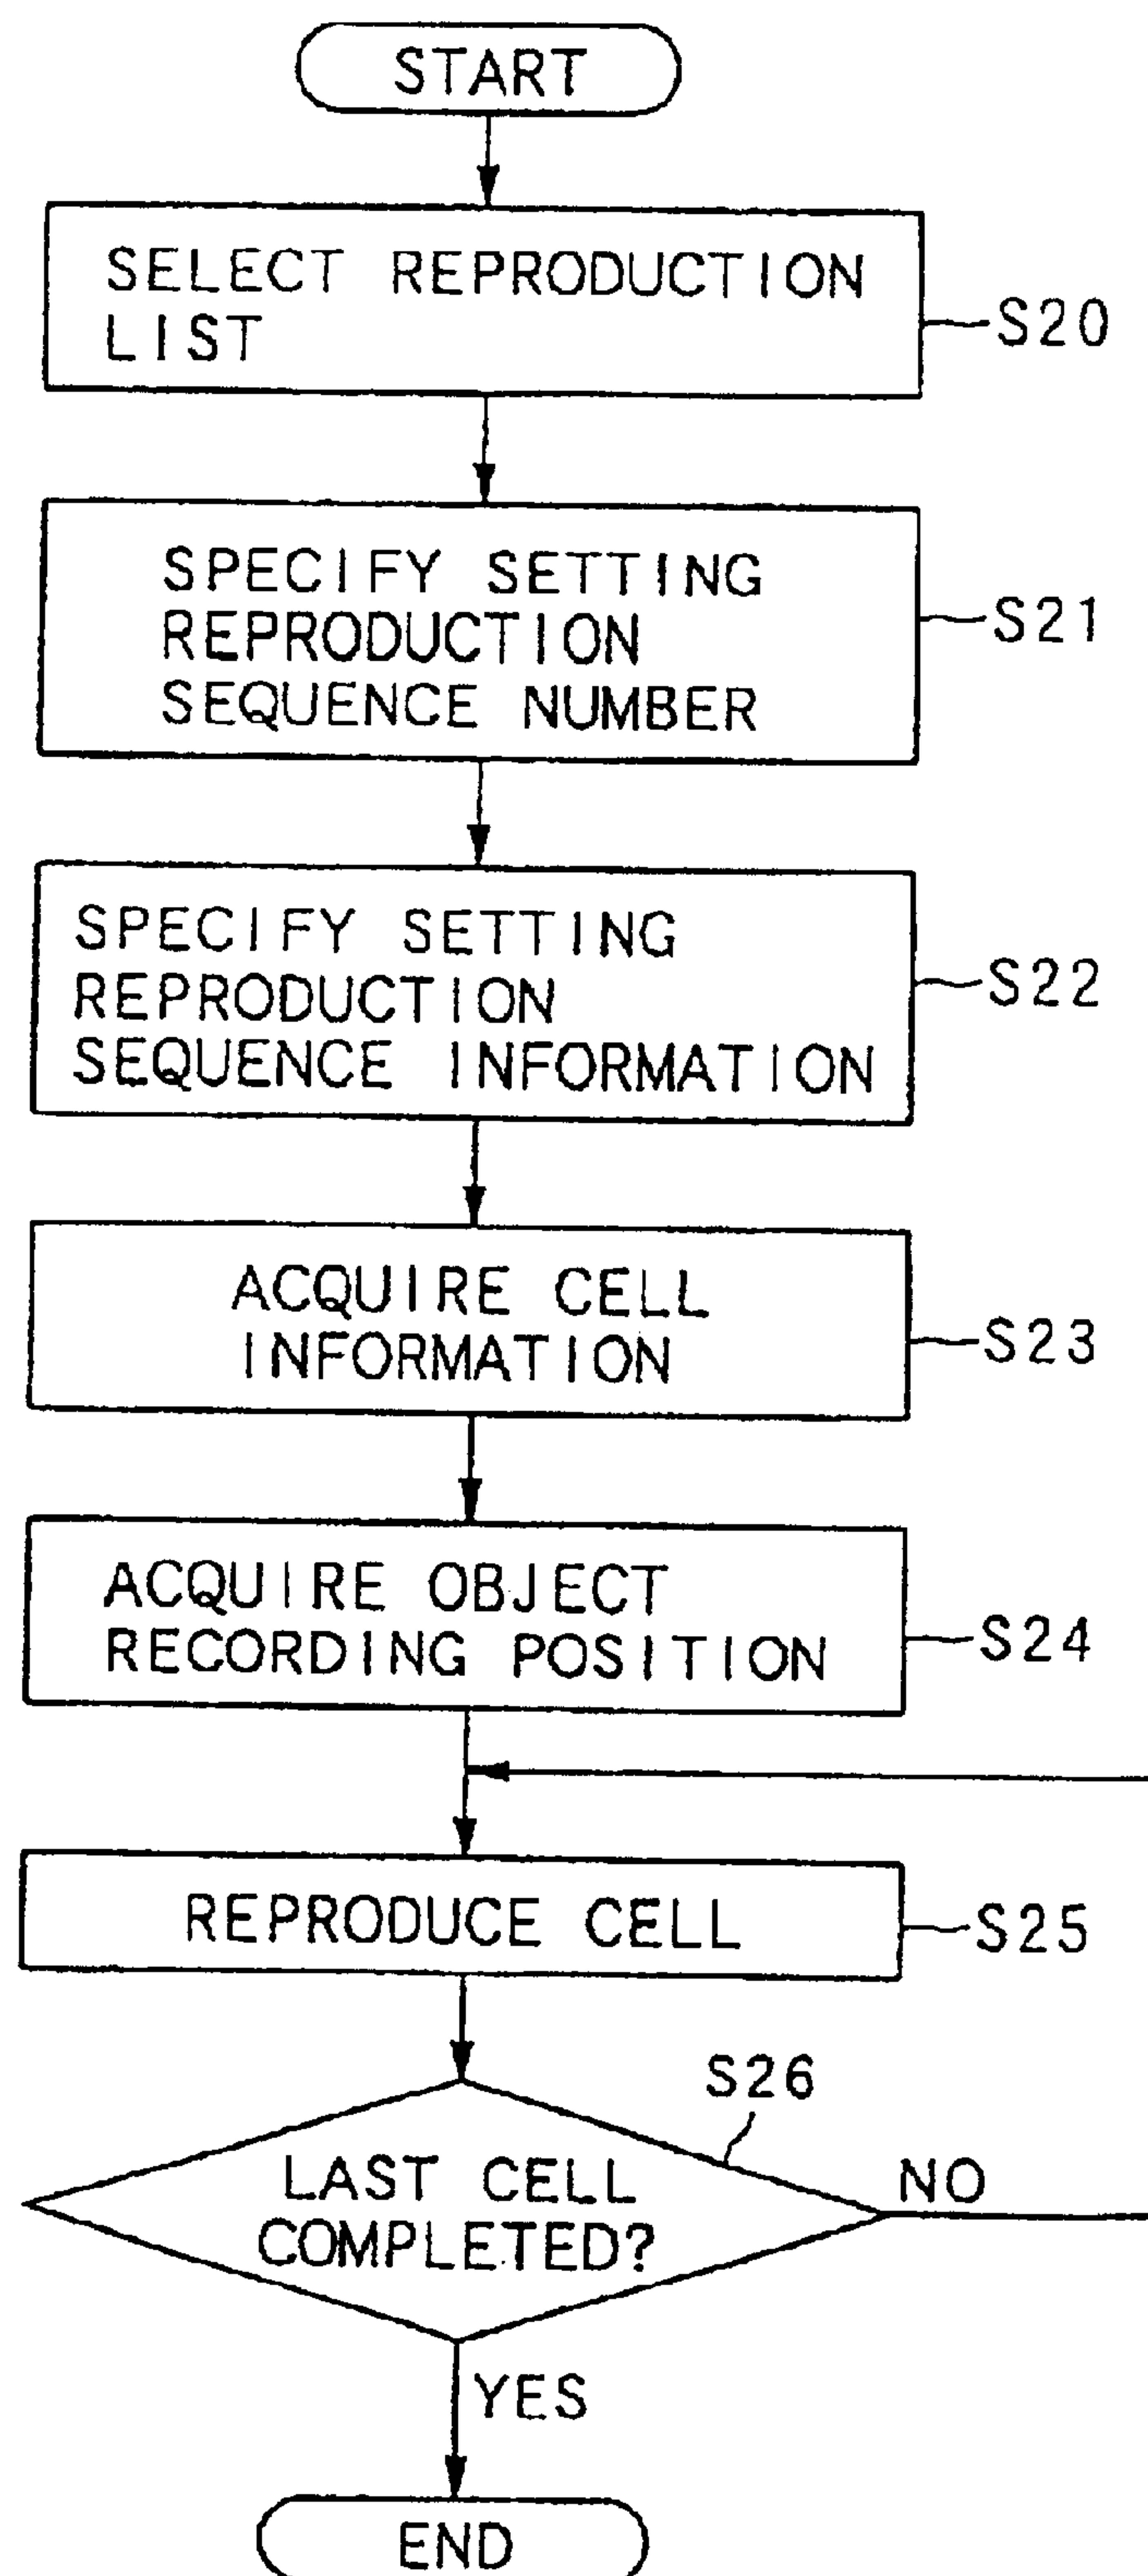 START
SELECT REPRODUCTION
LIST
S20
SPECIFY SETTING
REPRODUCTION
SEQUENCE NUMBER
S21
SPECIFY SETTING
REPRODUCTION
SEQUENCE INFORMATION
S22
ACQUIRE CELL
INFORMATION
S23
ACQUIRE OBJECT
RECORDING POSITION
S24
REPRODUCE CELL
S25
S26
LAST CELL
COMPLETED?
NO
YES
END